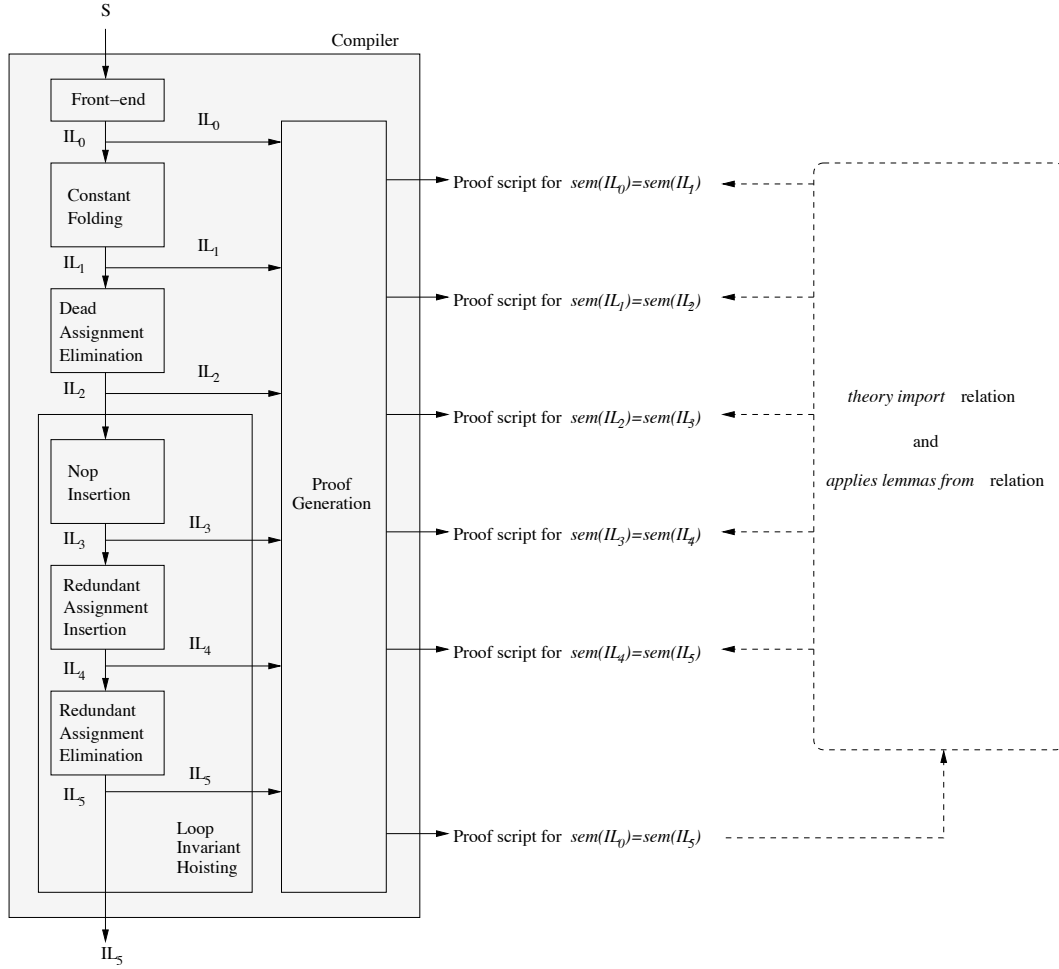 S
Compiler
Front-end
IL0
IL0
Constant
Folding
Proof script for sem(IL0)=sem(IL1)
IL1
IL1
Dead
Assignment
Elimination
Proof script for sem(IL1)=sem(IL2)
IL2
IL2
Proof script for sem(IL2)=sem(IL3)
theory import relation
and
applies lemmas from relation
Nop
Insertion
Proof
Generation
IL3
IL3
Proof script for sem(IL3)=sem(IL4)
Redundant
Assignment
Insertion
IL4
IL4
Proof script for sem(IL4)=sem(IL5)
Redundant
Assignment
Elimination
IL5
IL5
Loop
Invariant
Hoisting
Proof script for sem(IL0)=sem(IL5)
IL5